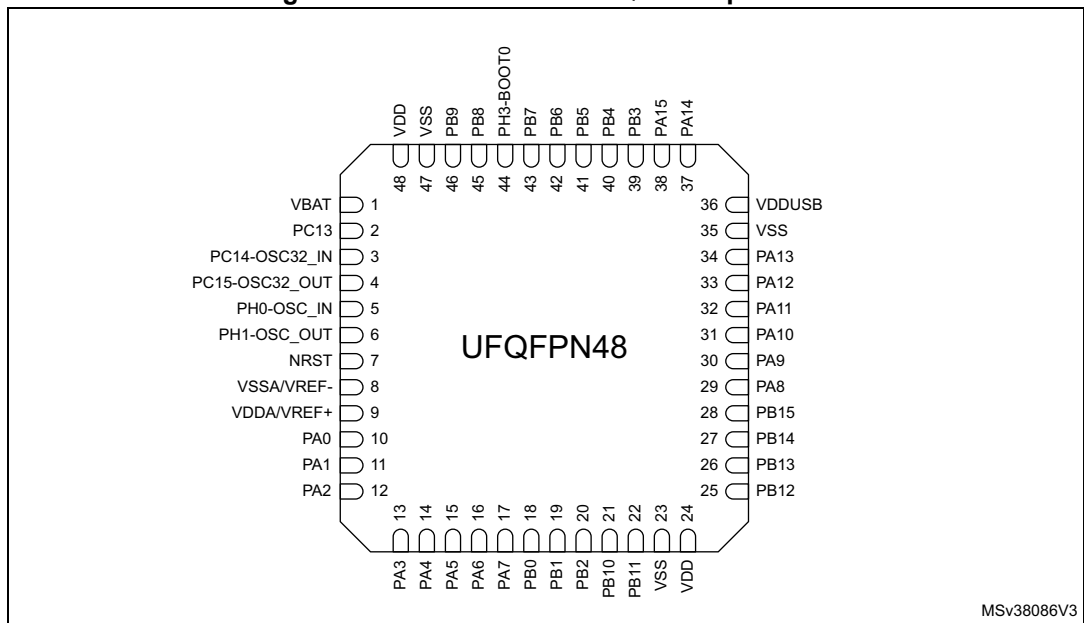 VDD
VSS
PB9
PB8
PH3-BOOT0
PB7
PB6
PB5
PB4
PB3
PA15
PA14
48
47
46
45
44
43
42
41
40
39
38
37
VBAT 1
PC13 2
PC14-OSC32_IN 3
PC15-OSC32_OUT 4
PH0-OSC_IN 5
PH1-OSC_OUT 6
NRST 7
VSSA/VREF- 8
VDDA/VREF+ 9
PA0 10
PA1 11
PA2 12
UFQFPN48
36 VDDUSB
35 VSS
34 PA13
33 PA12
32 PA11
31 PA10
30 PA9
29 PA8
28 PB15
27 PB14
26 PB13
25 PB12
13
14
15
16
17
18
19
20
21
22
23
24
PA3
PA4
PA5
PA6
PA7
PB0
PB1
PB2
PB10
PB11
VSS
VDD
MSv38086V3